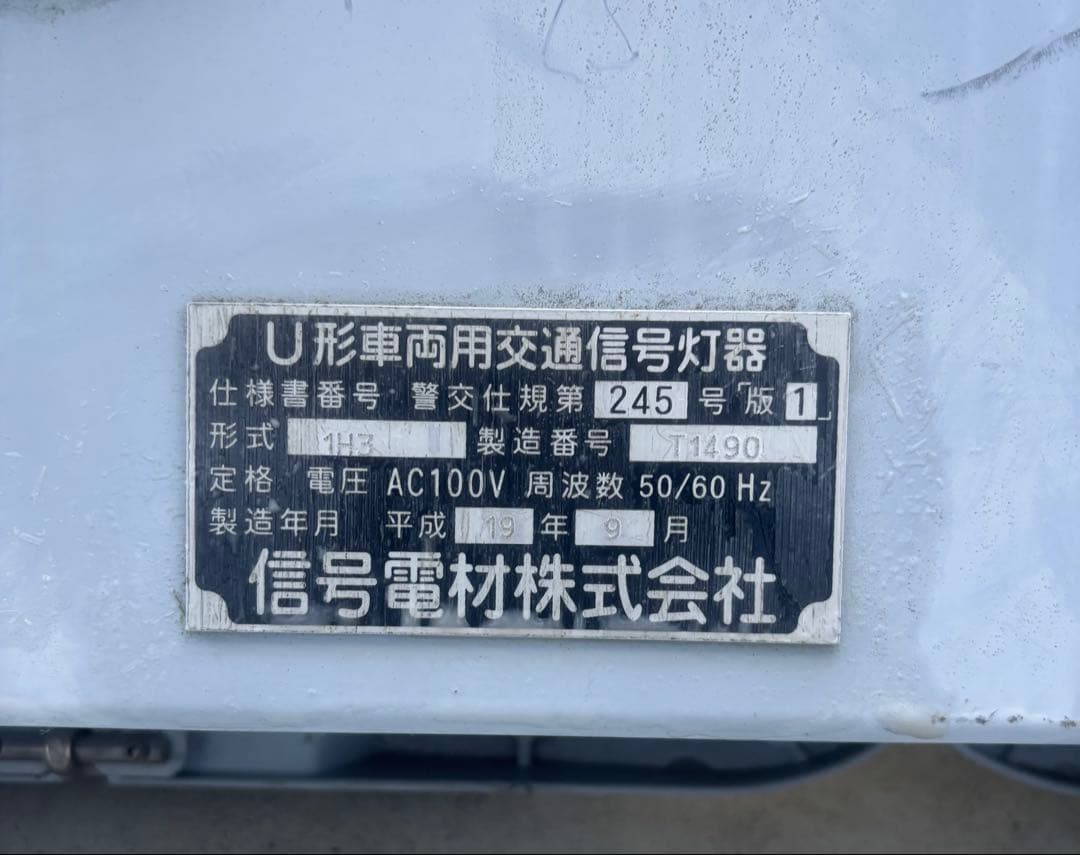 U形車両用交通信号灯器
仕様書番号 警交仕規第 245 号「版1」
形式 1H3 製造番号 T1490
定格 電圧 AC100V 周波数 50/60 Hz
製造年月 平成 19 年 9 月
信号電材株式会社